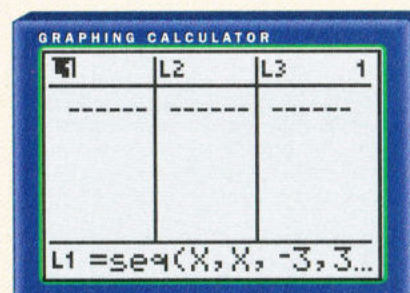 GRAPHING CALCULATOR
L1 L2 L3 1
------ ------ ------
L1 =seq(X,X, -3,3...